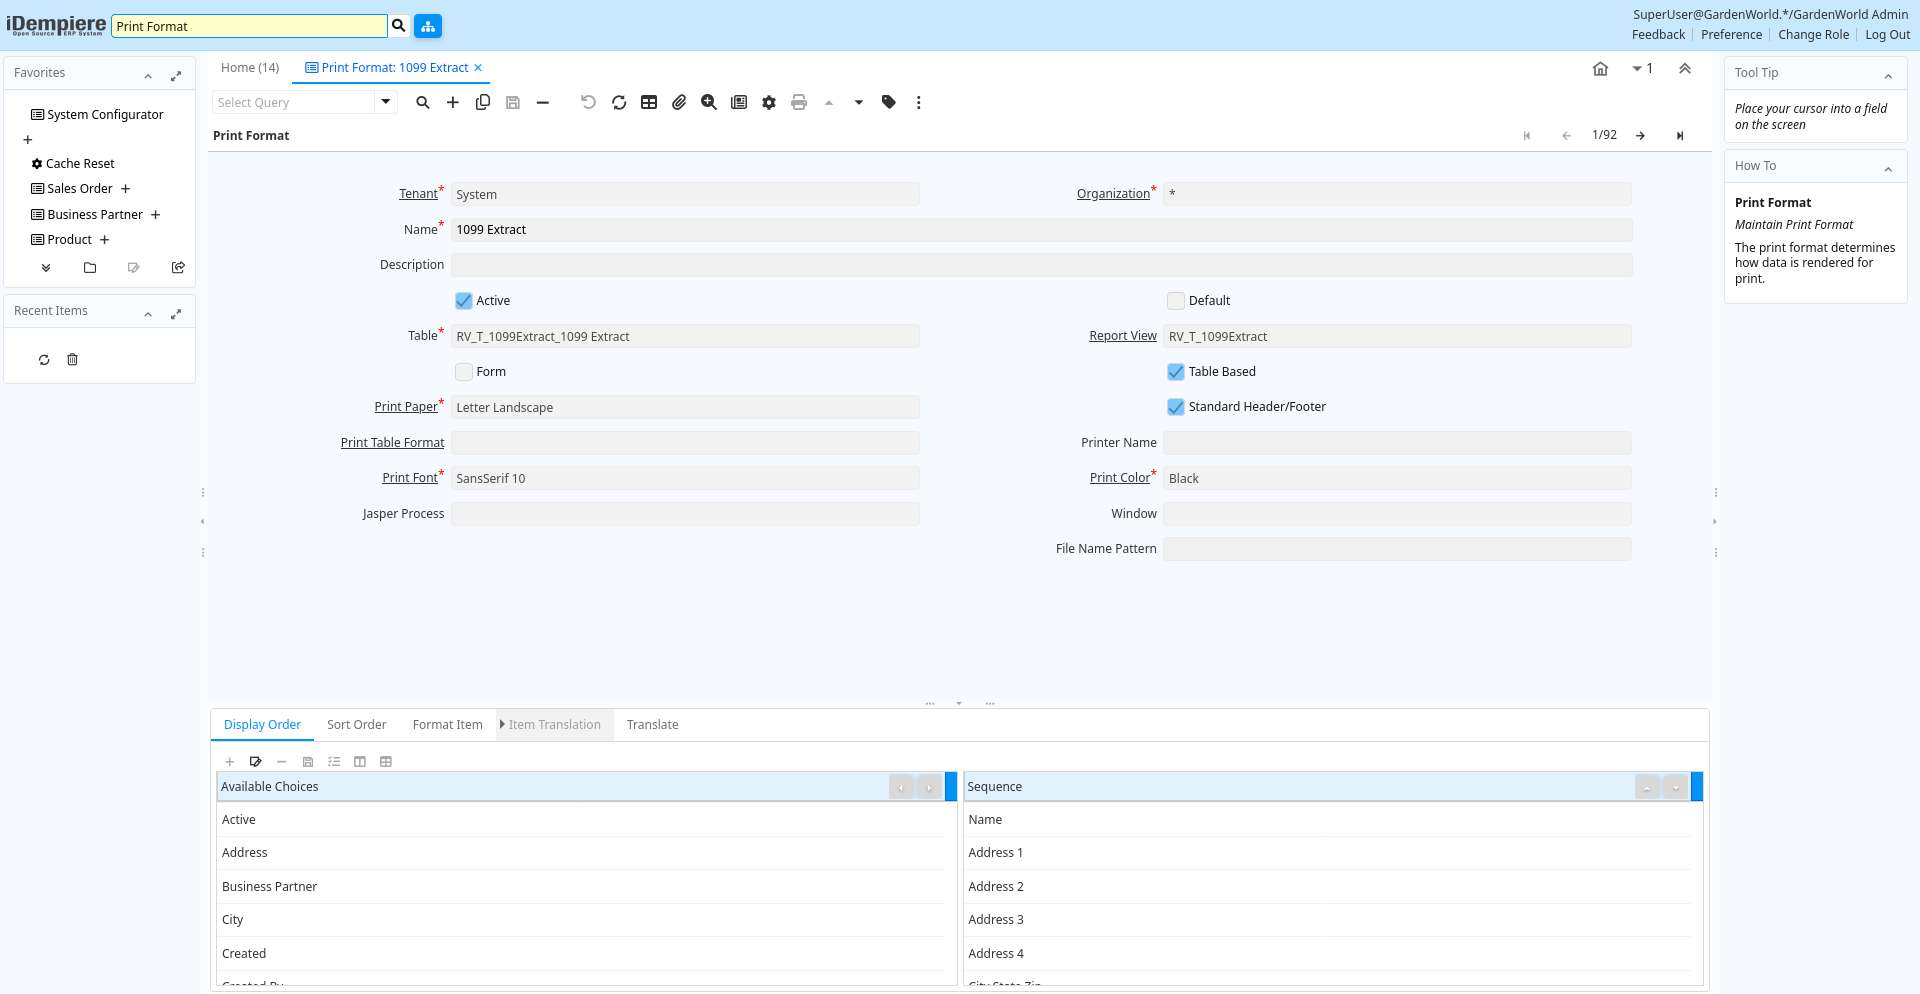 iDempiere
Open Source ERP System
Print Format
SuperUser@GardenWorld.*/GardenWorld Admin
Feedback Preference Change Role Log Out
Favorites
System Configurator
Cache Reset
Sales Order
Business Partner
Product
Recent Items
Home (14)
Print Format: 1099 Extract
1
Select Query
Print Format
1/92
Tenant* System
Organization* *
Name* 1099 Extract
Description
Active
Default
Table* RV_T_1099Extract_1099 Extract
Report View RV_T_1099Extract
Form
Table Based
Print Paper* Letter Landscape
Standard Header/Footer
Print Table Format
Printer Name
Print Font* SansSerif 10
Print Color* Black
Jasper Process
Window
File Name Pattern
Display Order Sort Order Format Item Item Translation Translate
Available Choices
Active
Address
Business Partner
City
Created
Created By
Sequence
Name
Address 1
Address 2
Address 3
Address 4
City State Zip
Tool Tip
Place your cursor into a field
on the screen
How To
Print Format
Maintain Print Format
The print format determines
how data is rendered for
print.